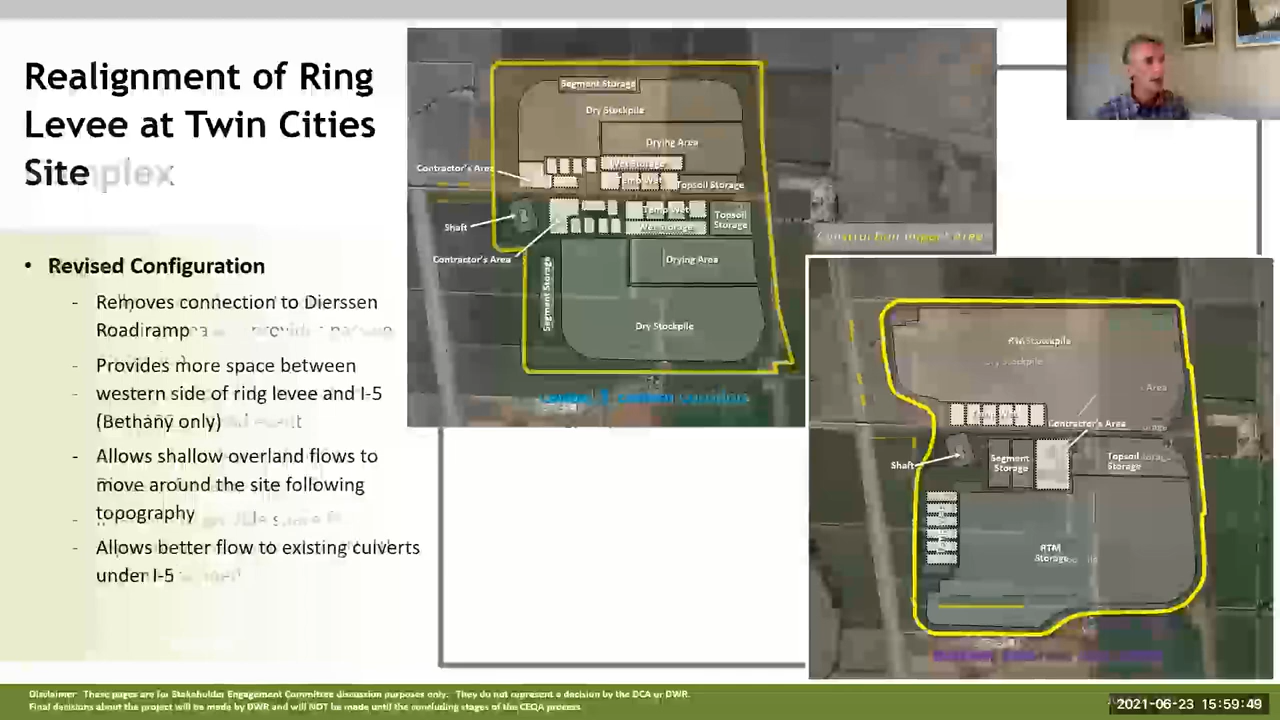 Realignment of Ring
Levee at Twin Cities
Site
• Revised Configuration
- Removes connection to Dierssen
Road
- Provides more space between
western side of ring levee and I-5
(Bethany only)
- Allows shallow overland flows to
move around the site following
topography
- Allows better flow to existing culverts
under I-5
Segment Storage
Dry Stockpile
Drying Area
Contractor's Area
Wet Storage
Temp Wet
Topsoil Storage
Shaft
Temp Wet
Wet Storage
Topsoil
Storage
Contractor's Area
Segment Storage
Drying Area
Dry Stockpile
Construction Impact Area
RTM Stockpile
Dry Stockpile
Area
Contractor's Area
Shaft
Segment
Storage
Topsoil
Storage
RTM
Storage
Disclaimer: These pages are for Stakeholder Engagement Committee discussion purposes only. They do not represent a decision by the DCA or DWR.
Final decisions about the project will be made by DWR and will NOT be made until the concluding stages of the CEQA process.
2021-06-23 15:59:49